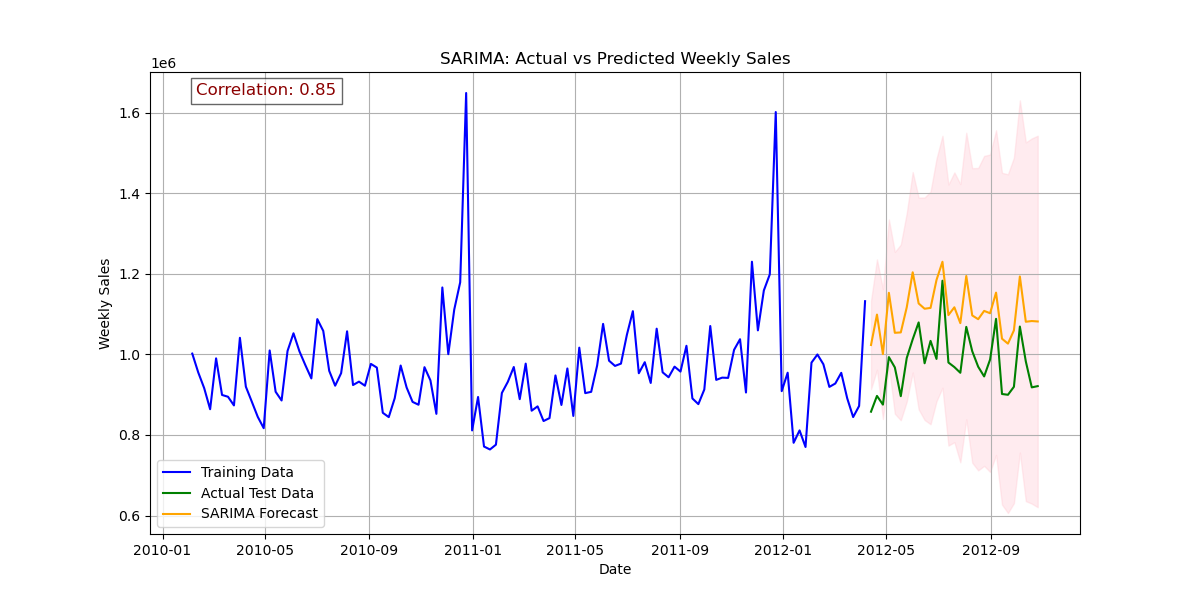 SARIMA: Actual vs Predicted Weekly Sales
1e6
Correlation: 0.85
1.6
1.4
1.2
1.0
0.8
0.6
Weekly Sales
Training Data
Actual Test Data
SARIMA Forecast
2010-01 2010-05 2010-09 2011-01 2011-05 2011-09 2012-01 2012-05 2012-09
Date